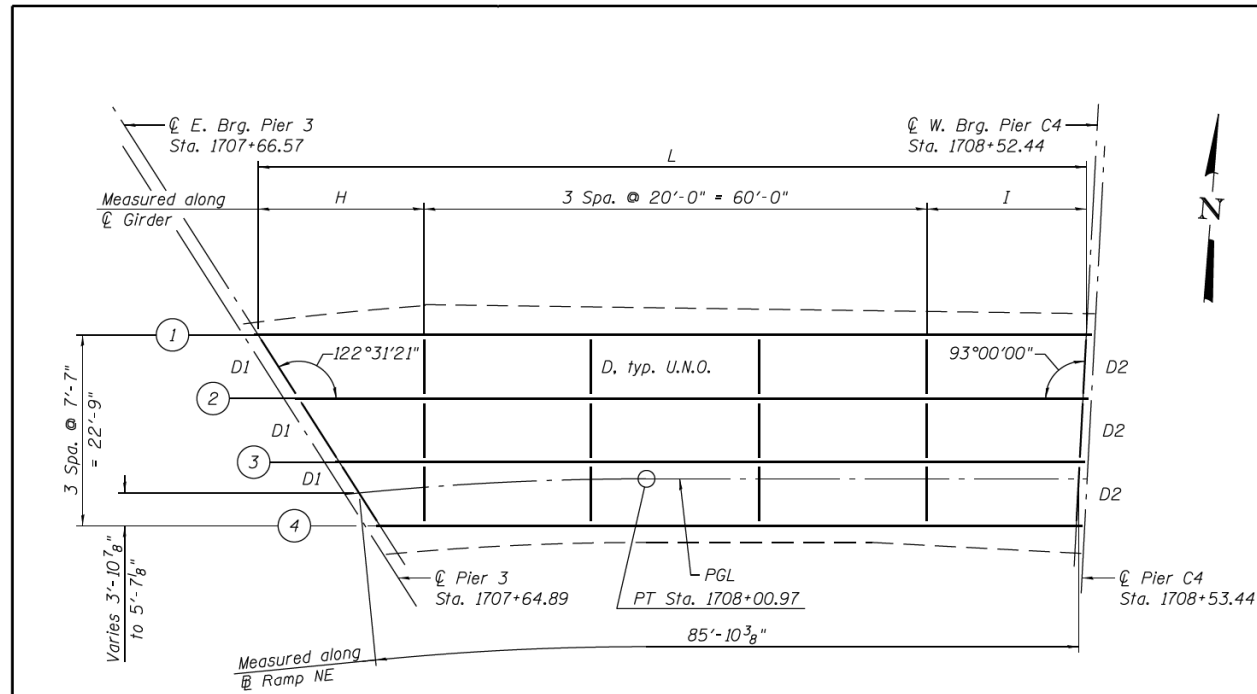 ℄ E. Brg. Pier 3
Sta. 1707+66.57
℄ W. Brg. Pier C4
Sta. 1708+52.44
L
Measured along
℄ Girder
H
3 Spa. @ 20'-0" = 60'-0"
I
N
1
D1
122°31'21"
D, typ. U.N.O.
93°00'00"
D2
2
3 Spa. @ 7'-7"
= 22'-9"
D1
D2
3
D1
D2
4
℄ Pier 3
Sta. 1707+64.89
PGL
PT Sta. 1708+00.97
℄ Pier C4
Sta. 1708+53.44
Varies 3'-10⅞"
to 5'-7⅛"
85'-10⅜"
Measured along
B̲L Ramp NE